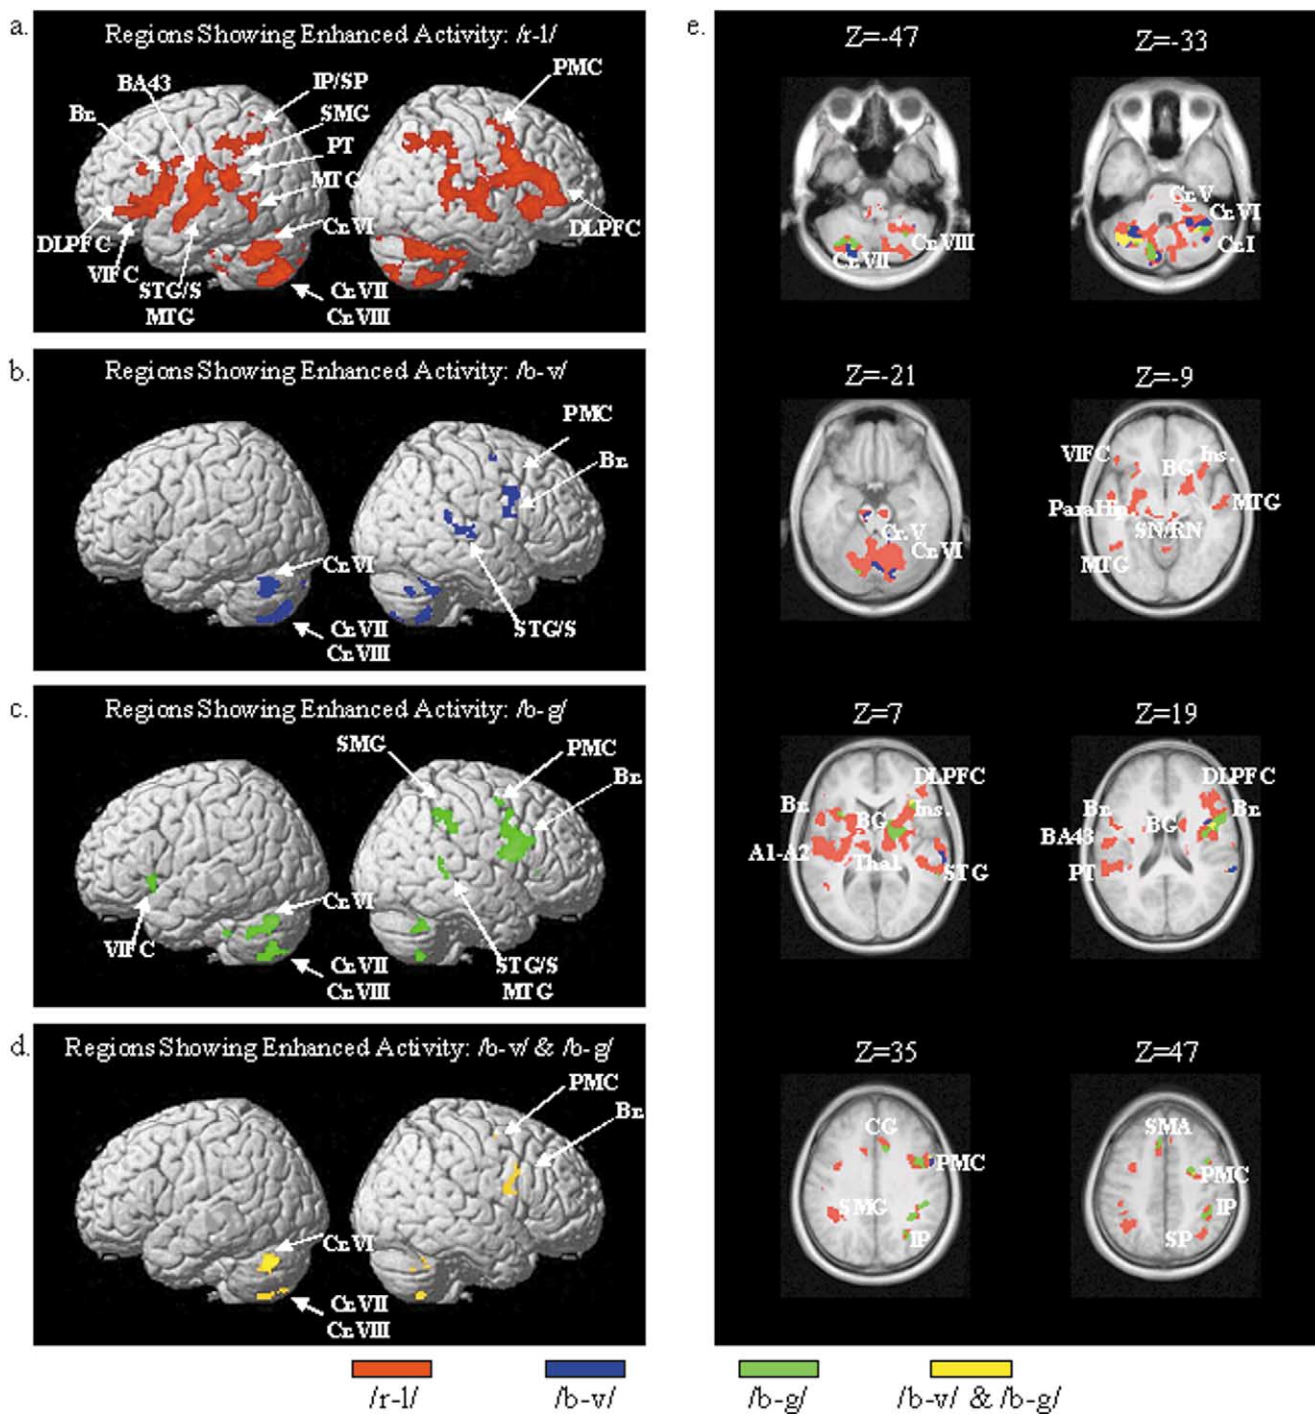 a.
Regions Showing Enhanced Activity: /r-l/
BA43
IP/SP
PMC
Br.
SMG
PT
MTG
DLPFC
Cr.VI
DLPFC
VIFC
STG/S
MTG
Cr.VII
Cr.VIII
b.
Regions Showing Enhanced Activity: /b-v/
PMC
Br.
Cr.VI
STG/S
Cr.VII
Cr.VIII
c.
Regions Showing Enhanced Activity: /b-g/
SMG
PMC
Br.
Cr.VI
VIFC
Cr.VII
Cr.VIII
STG/S
MTG
d.
Regions Showing Enhanced Activity: /b-v/ & /b-g/
PMC
Br.
Cr.VI
Cr.VII
Cr.VIII
e.
Z=-47
Z=-33
Cr.VIII
Cr.VII
Cr.V
Cr.VI
Cr.I
Z=-21
Z=-9
Cr.V
Cr.VI
VIFC
Ins.
BG
ParaHip.
MTG
SN/RN
MTG
Z=7
Z=19
DLPFC
Br.
Ins.
BG
A1-A2
Thal.
STG
DLPFC
Br.
Br.
BG
BA43
PT
Z=35
Z=47
CG
PMC
SMG
IP
SMA
PMC
IP
SP
/r-l/
/b-v/
/b-g/
/b-v/ & /b-g/